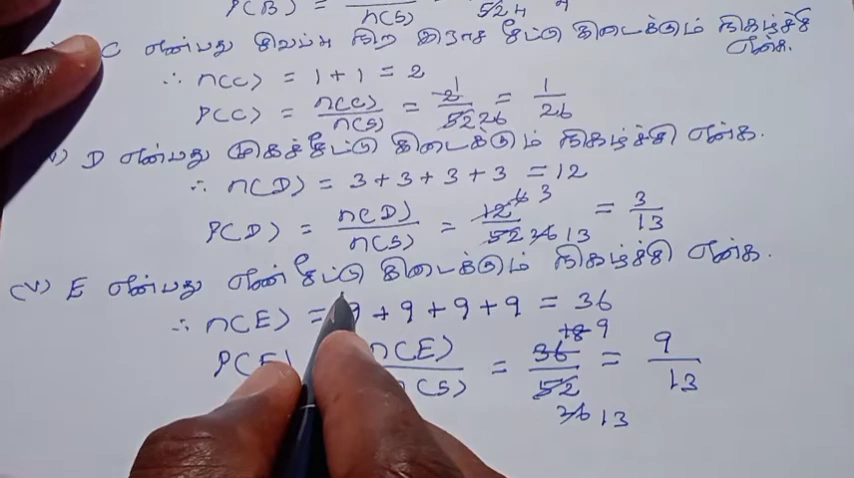 P(B) = / n(S) 52
C என்பது சிவப்பு நிற இராசா சீட்டு கிடைக்கும் நிகழ்ச்சி என்க.
∴ n(C) = 1 + 1 = 2
P(C) = n(C)/n(S) = 2/52 1 26 = 1/26
) D என்பது முகச்சீட்டு கிடைக்கும் நிகழ்ச்சி என்க.
∴ n(D) = 3 + 3 + 3 + 3 = 12
P(D) = n(D)/n(S) = 12/52 6 3 26 13 = 3/13
(v) E என்பது எண் சீட்டு கிடைக்கும் நிகழ்ச்சி என்க.
∴ n(E) = 9 + 9 + 9 + 9 = 36
P(E) n(E)/n(S) = 36/52 18 9 26 13 = 9/13